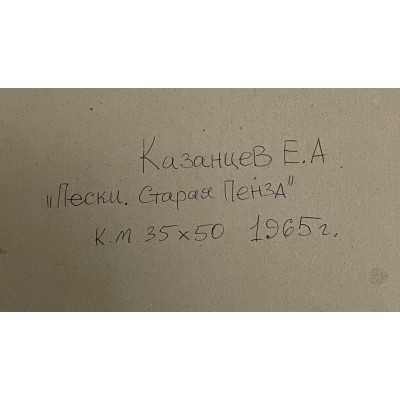 Казанцев Е.А.
"Пески. Старая Пенза"
к.м. 35×50 1965г.